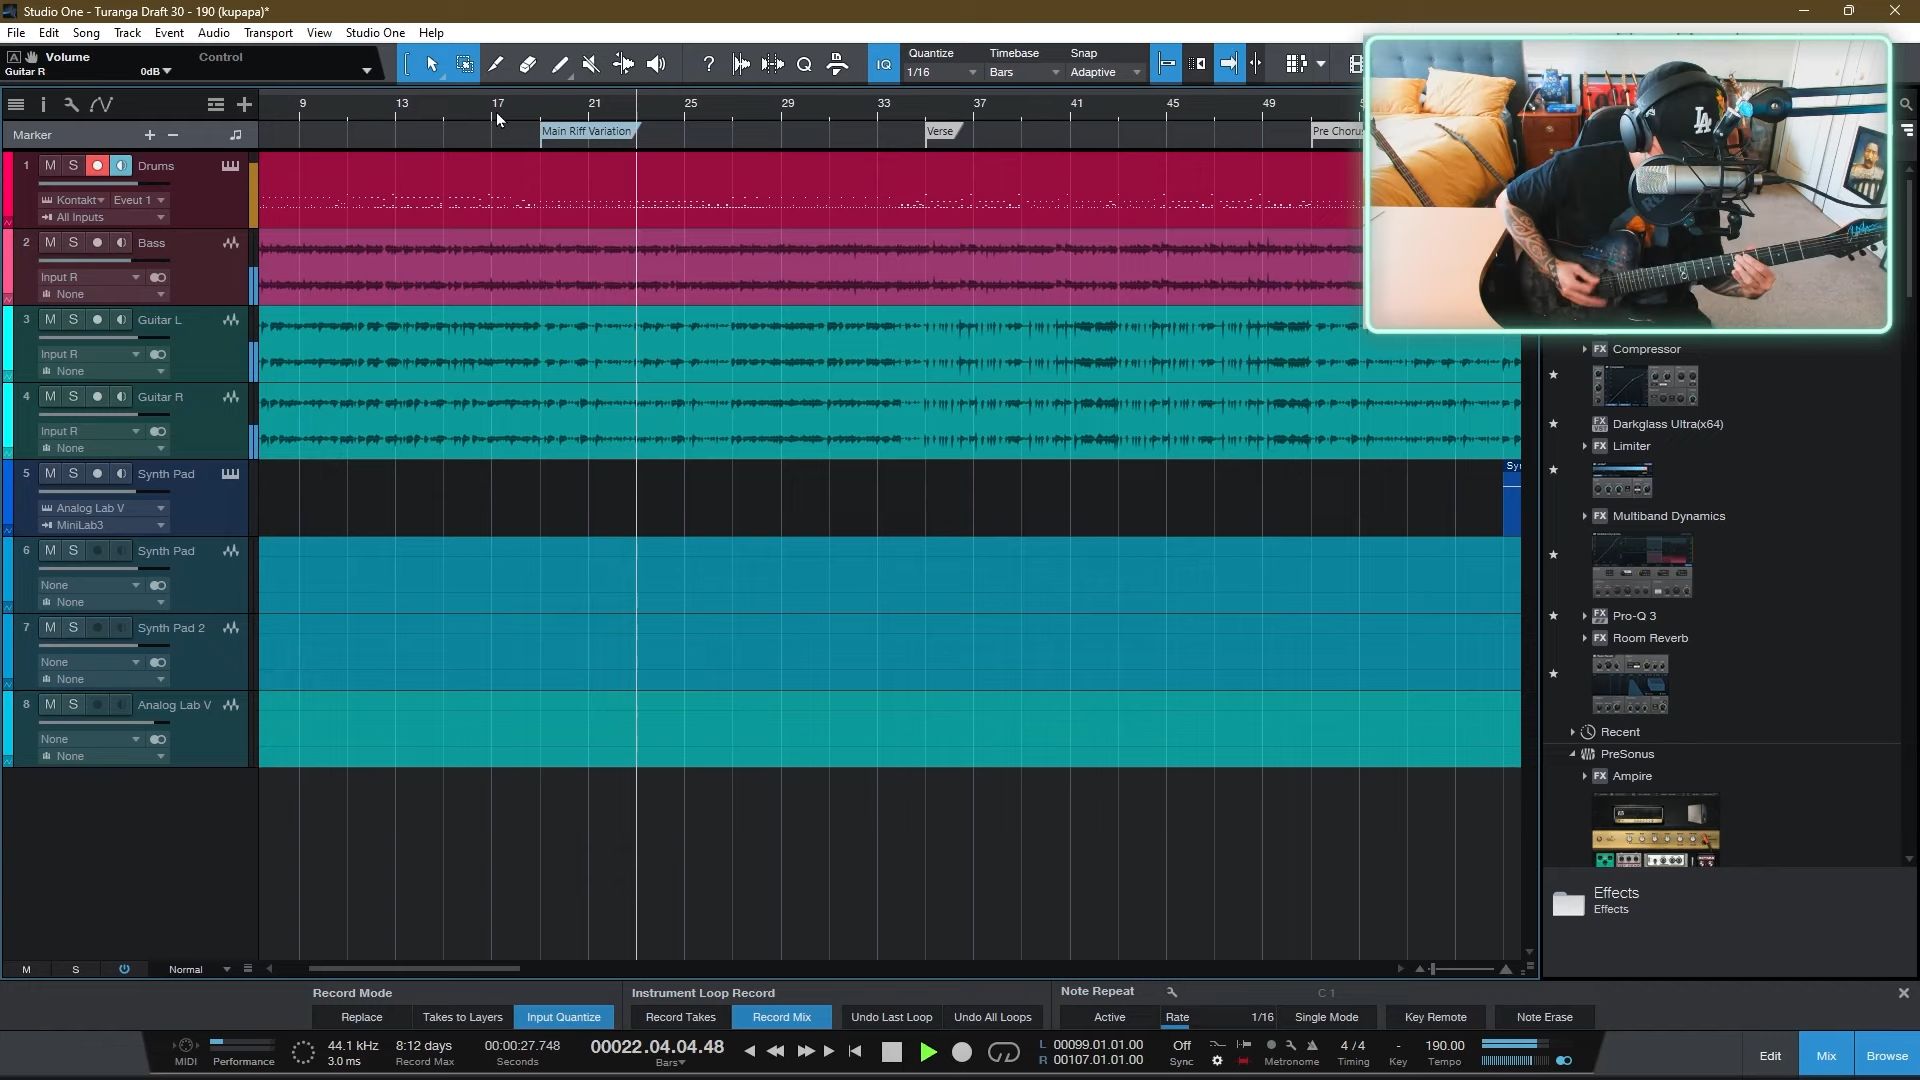 Studio One - Turanga Draft 30 - 190 (kupapa)*
File Edit Song Track Event Audio Transport View Studio One Help
A Volume Control
Guitar R 0dB
IQ Quantize Timebase Snap
1/16 Bars Adaptive
9 13 17 21 25 29 33 37 41 45 49
Marker
Main Riff Variation Verse Pre Chorus
1 M S Drums
Kontakt Eveut 1
All Inputs
2 M S Bass
Input R
None
3 M S Guitar L
Input R
None
4 M S Guitar R
Input R
None
5 M S Synth Pad
Analog Lab V
MiniLab3
6 M S Synth Pad
None
None
7 M S Synth Pad 2
None
None
8 M S Analog Lab V
None
None
LA
FX Compressor
FX VST Darkglass Ultra(x64)
FX Limiter
FX Multiband Dynamics
FX Pro-Q 3
FX Room Reverb
Recent
PreSonus
FX Ampire
Effects
Effects
M S Normal
Record Mode
Replace Takes to Layers Input Quantize
Instrument Loop Record
Record Takes Record Mix Undo Last Loop Undo All Loops
Note Repeat C 1
Active Rate 1/16 Single Mode Key Remote Note Erase
MIDI Performance
44.1 kHz
3.0 ms
8:12 days
Record Max
00:00:27.748
Seconds
00022.04.04.48
Bars
L 00099.01.01.00
R 00107.01.01.00
Off
Sync
Metronome
4 / 4
Timing
-
Key
190.00
Tempo
Edit Mix Browse